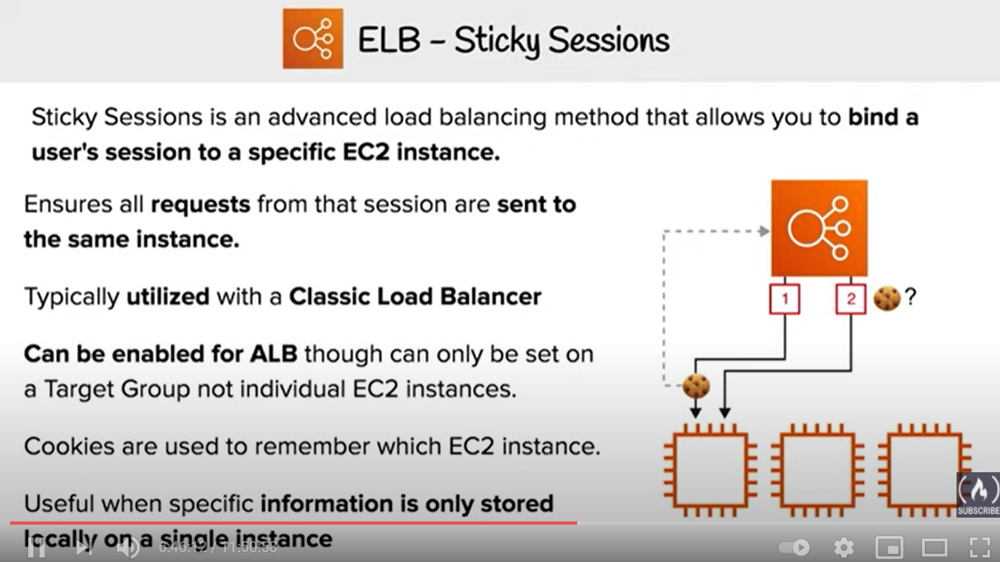 ELB – Sticky Sessions
Sticky Sessions is an advanced load balancing method that allows you to bind a
user's session to a specific EC2 instance.
Ensures all requests from that session are sent to
the same instance.
Typically utilized with a Classic Load Balancer
Can be enabled for ALB though can only be set on
a Target Group not individual EC2 instances.
Cookies are used to remember which EC2 instance.
Useful when specific information is only stored
locally on a single instance
1
2
?
SUBSCRIBE
6:46:12 / 11:50:58